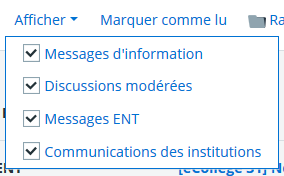 Afficher Marquer comme lu
Messages d'information
Discussions modérées
Messages ENT
Communications des institutions